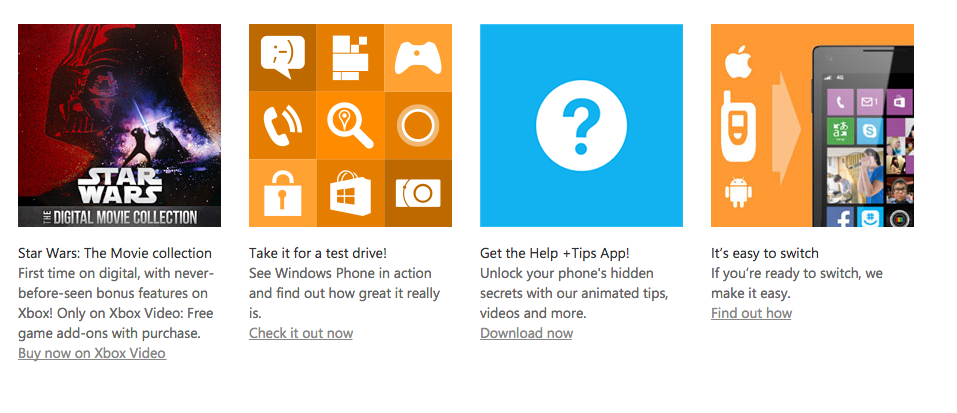 STAR
WARS
THE DIGITAL MOVIE COLLECTION
Star Wars: The Movie collection
First time on digital, with never-
before-seen bonus features on
Xbox! Only on Xbox Video: Free
game add-ons with purchase.
Buy now on Xbox Video
;-)
Take it for a test drive!
See Windows Phone in action
and find out how great it really
is.
Check it out now
?
Get the Help +Tips App!
Unlock your phone's hidden
secrets with our animated tips,
videos and more.
Download now
4G
1
It’s easy to switch
If you’re ready to switch, we
make it easy.
Find out how